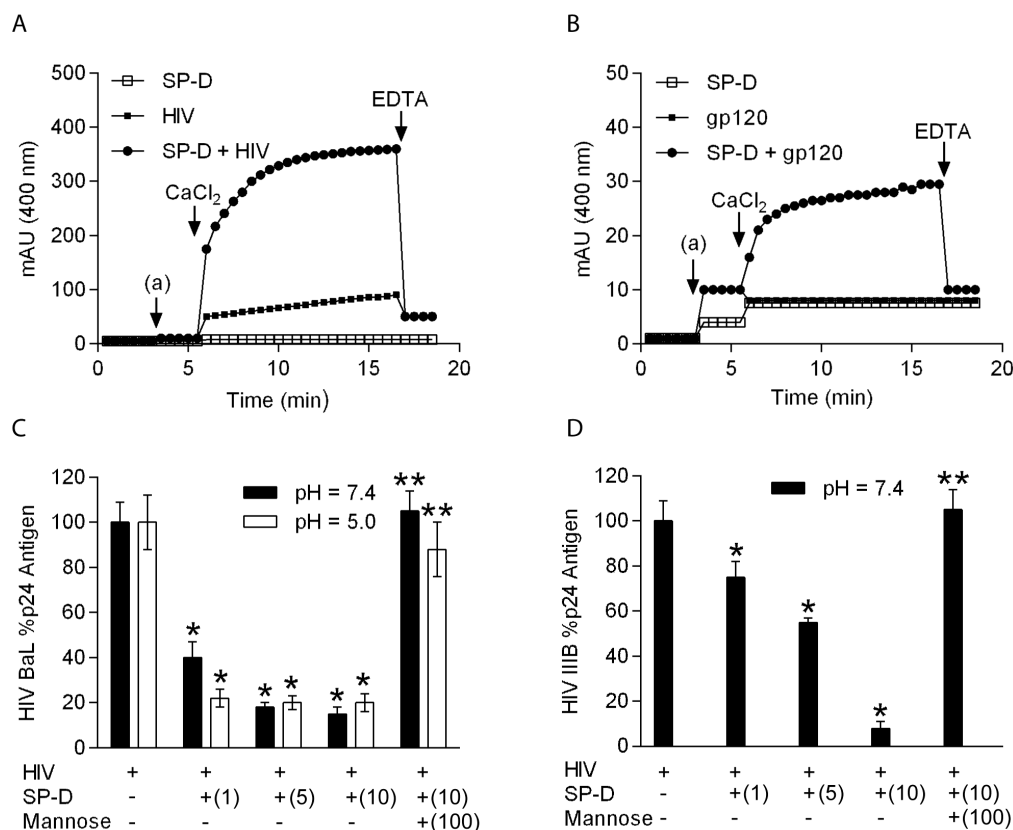 A
500
400
300
200
100
0
mAU (400 nm)
SP-D
HIV
SP-D + HIV
(a)
CaCl2
EDTA
0 5 10 15 20
Time (min)
B
40
30
20
10
0
mAU (400 nm)
SP-D
gp120
SP-D + gp120
(a)
CaCl2
EDTA
0 5 10 15 20
Time (min)
C
120
100
80
60
40
20
0
HIV BaL %p24 Antigen
pH = 7.4
pH = 5.0
** **
* * * * * *
HIV + + + + +
SP-D - +(1) +(5) +(10) +(10)
Mannose - - - - +(100)
D
120
100
80
60
40
20
0
HIV IIIB %p24 Antigen
pH = 7.4
* * * **
HIV + + + + +
SP-D - +(1) +(5) +(10) +(10)
Mannose - - - - +(100)